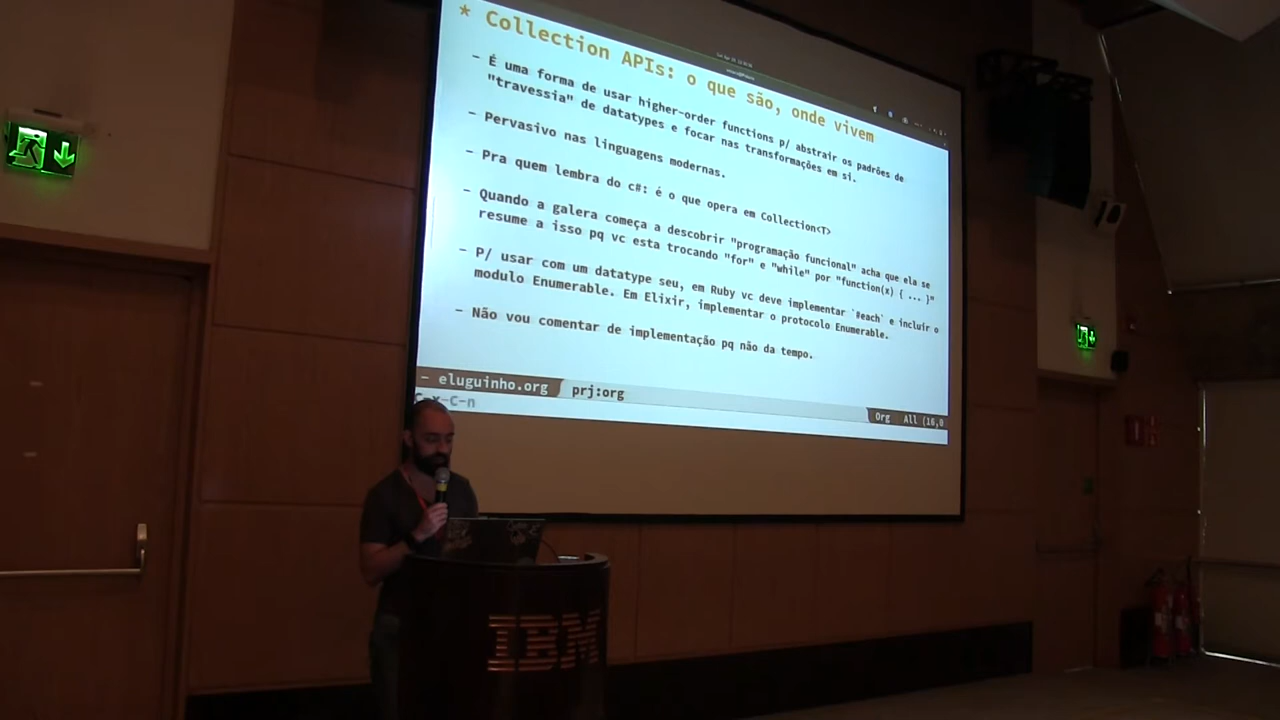 * Collection APIs: o que são, onde vivem
- É uma forma de usar higher-order functions p/ abstrair os padrões de
"travessia" de datatypes e focar nas transformações em si.
- Pervasivo nas linguagens modernas.
- Pra quem lembra do c#: é o que opera em Collection<T>
- Quando a galera começa a descobrir "programação funcional" acha que ela se
resume a isso pq vc esta trocando "for" e "while" por "function(x) { ... }"
- P/ usar com um datatype seu, em Ruby vc deve implementar `#each` e incluir o
modulo Enumerable. Em Elixir, implementar o protocolo Enumerable.
- Não vou comentar de implementação pq não da tempo.
- eluguinho.org prj:org
Org All (16,0
C-x-C-n
IBM